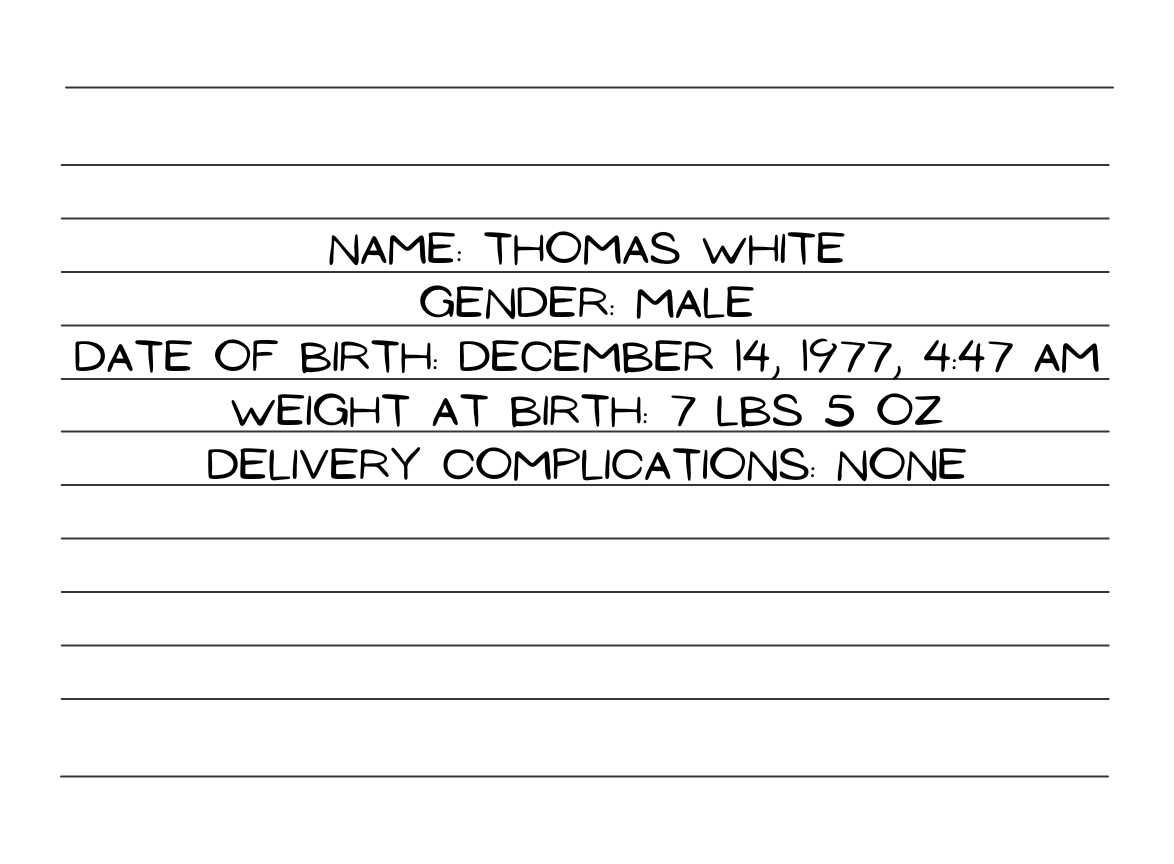 NAME: THOMAS WHITE
GENDER: MALE
DATE OF BIRTH: DECEMBER 14, 1977, 4:47 AM
WEIGHT AT BIRTH: 7 LBS 5 OZ
DELIVERY COMPLICATIONS: NONE